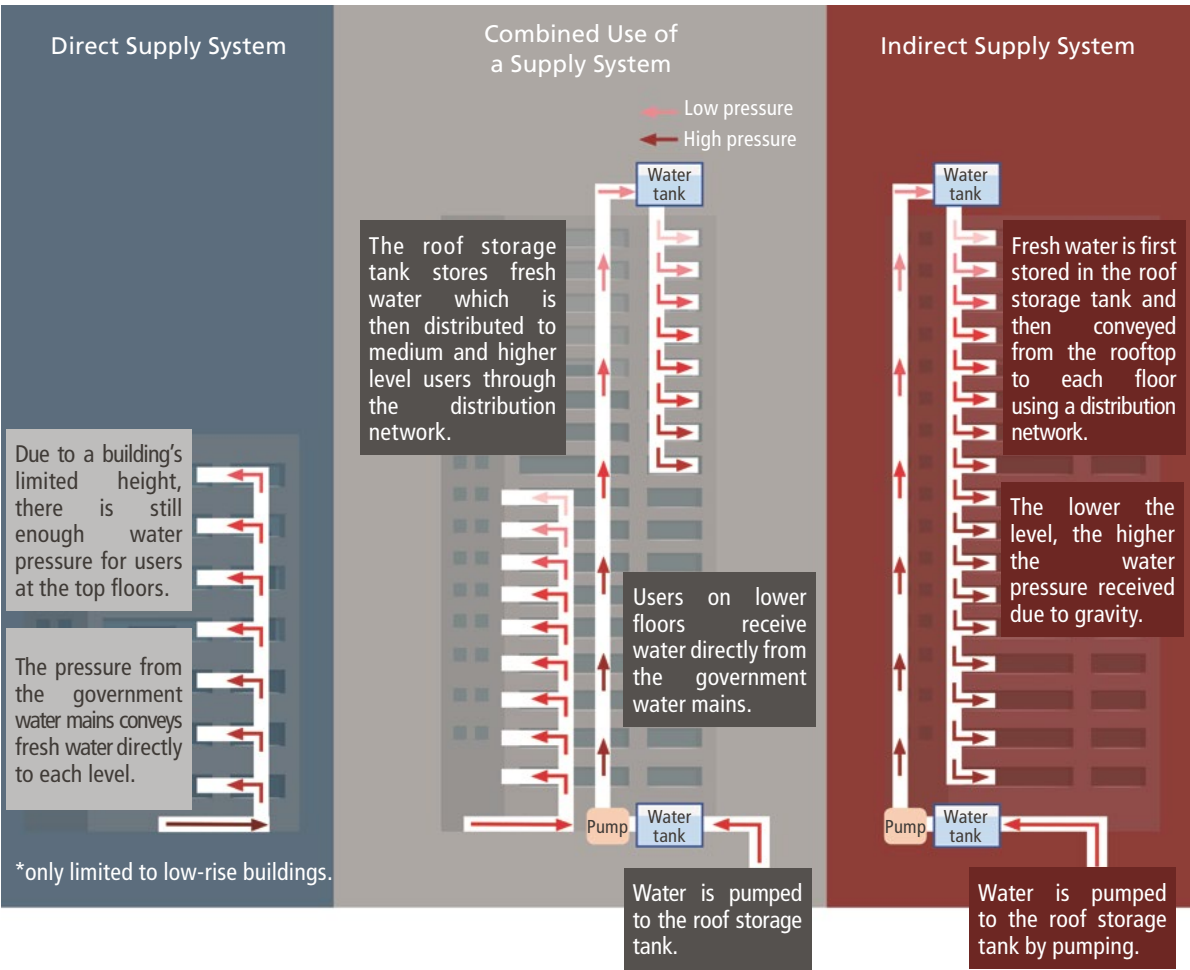 Direct Supply System
Due to a building's
limited height,
there is still
enough water
pressure for users
at the top floors.
The pressure from
the government
water mains conveys
fresh water directly
to each level.
*only limited to low-rise buildings.
Combined Use of
a Supply System
Low pressure
High pressure
Water
tank
The roof storage
tank stores fresh
water which is
then distributed to
medium and higher
level users through
the distribution
network.
Users on lower
floors receive
water directly from
the government
water mains.
Pump
Water
tank
Water is pumped
to the roof storage
tank.
Indirect Supply System
Water
tank
Fresh water is first
stored in the roof
storage tank and
then conveyed
from the rooftop
to each floor
using a distribution
network.
The lower the
level, the higher
the water
pressure received
due to gravity.
Pump
Water
tank
Water is pumped
to the roof storage
tank by pumping.